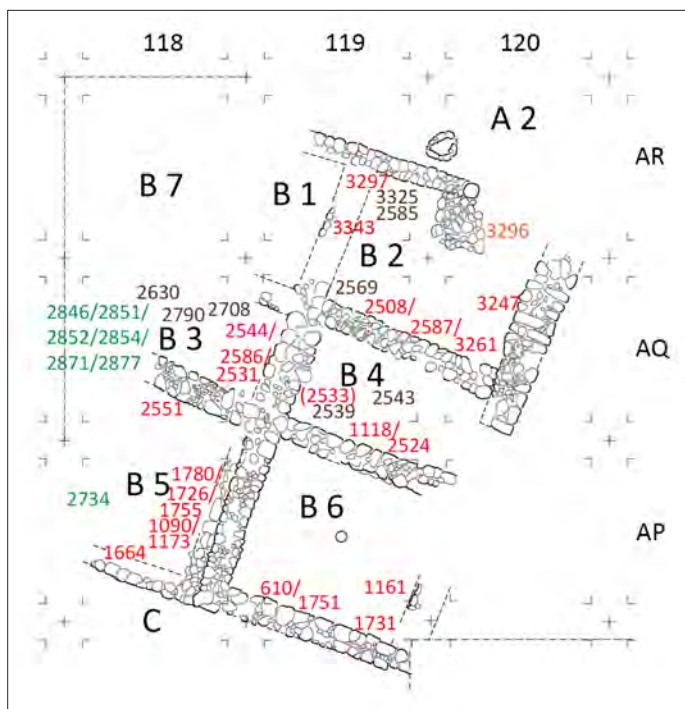 118 119 120
A 2
AR
3297
B 7
B 1
3325
2585
3343
3296
B 2
2630
2569
3247
2846/2851/
2790 2708
2508/
2852/2854/
B 3
2544/
2587/
2871/2877
2586/
3261
AQ
2531
B 4
(2533)
2543
2551
2539
1118/
2524
1780/
B 5
2734
1726/
B 6
1755
1090/
AP
1173
1664
610/
1161
1751
C
1731